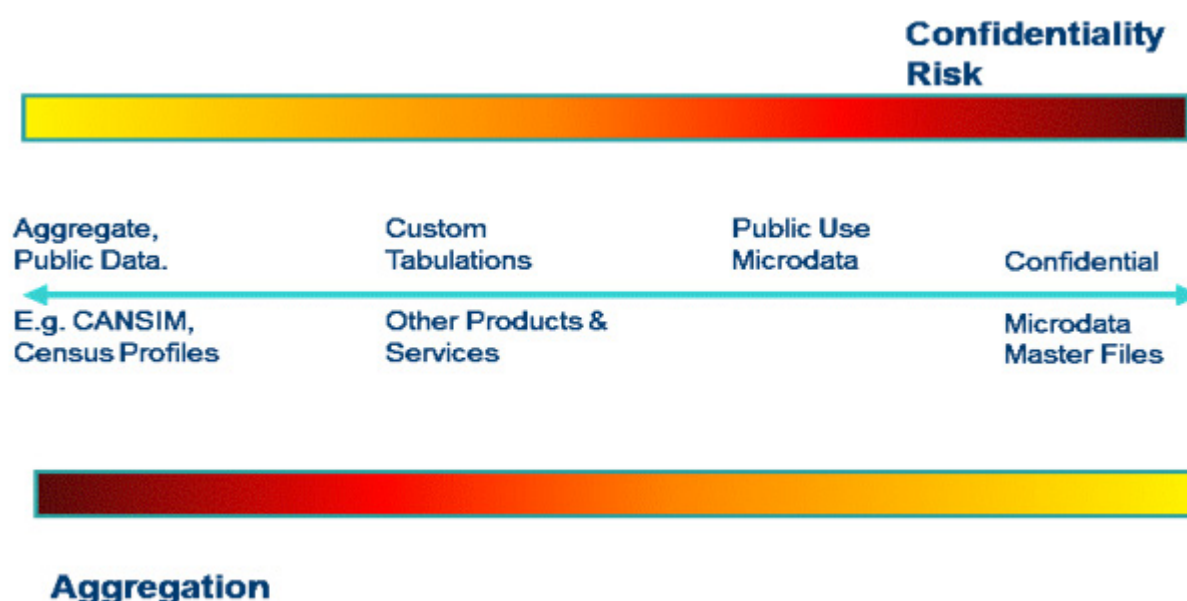 Confidentiality
Risk
Aggregate,
Public Data.
Custom
Tabulations
Public Use
Microdata
Confidential
E.g. CANSIM,
Census Profiles
Other Products &
Services
Microdata
Master Files
Aggregation